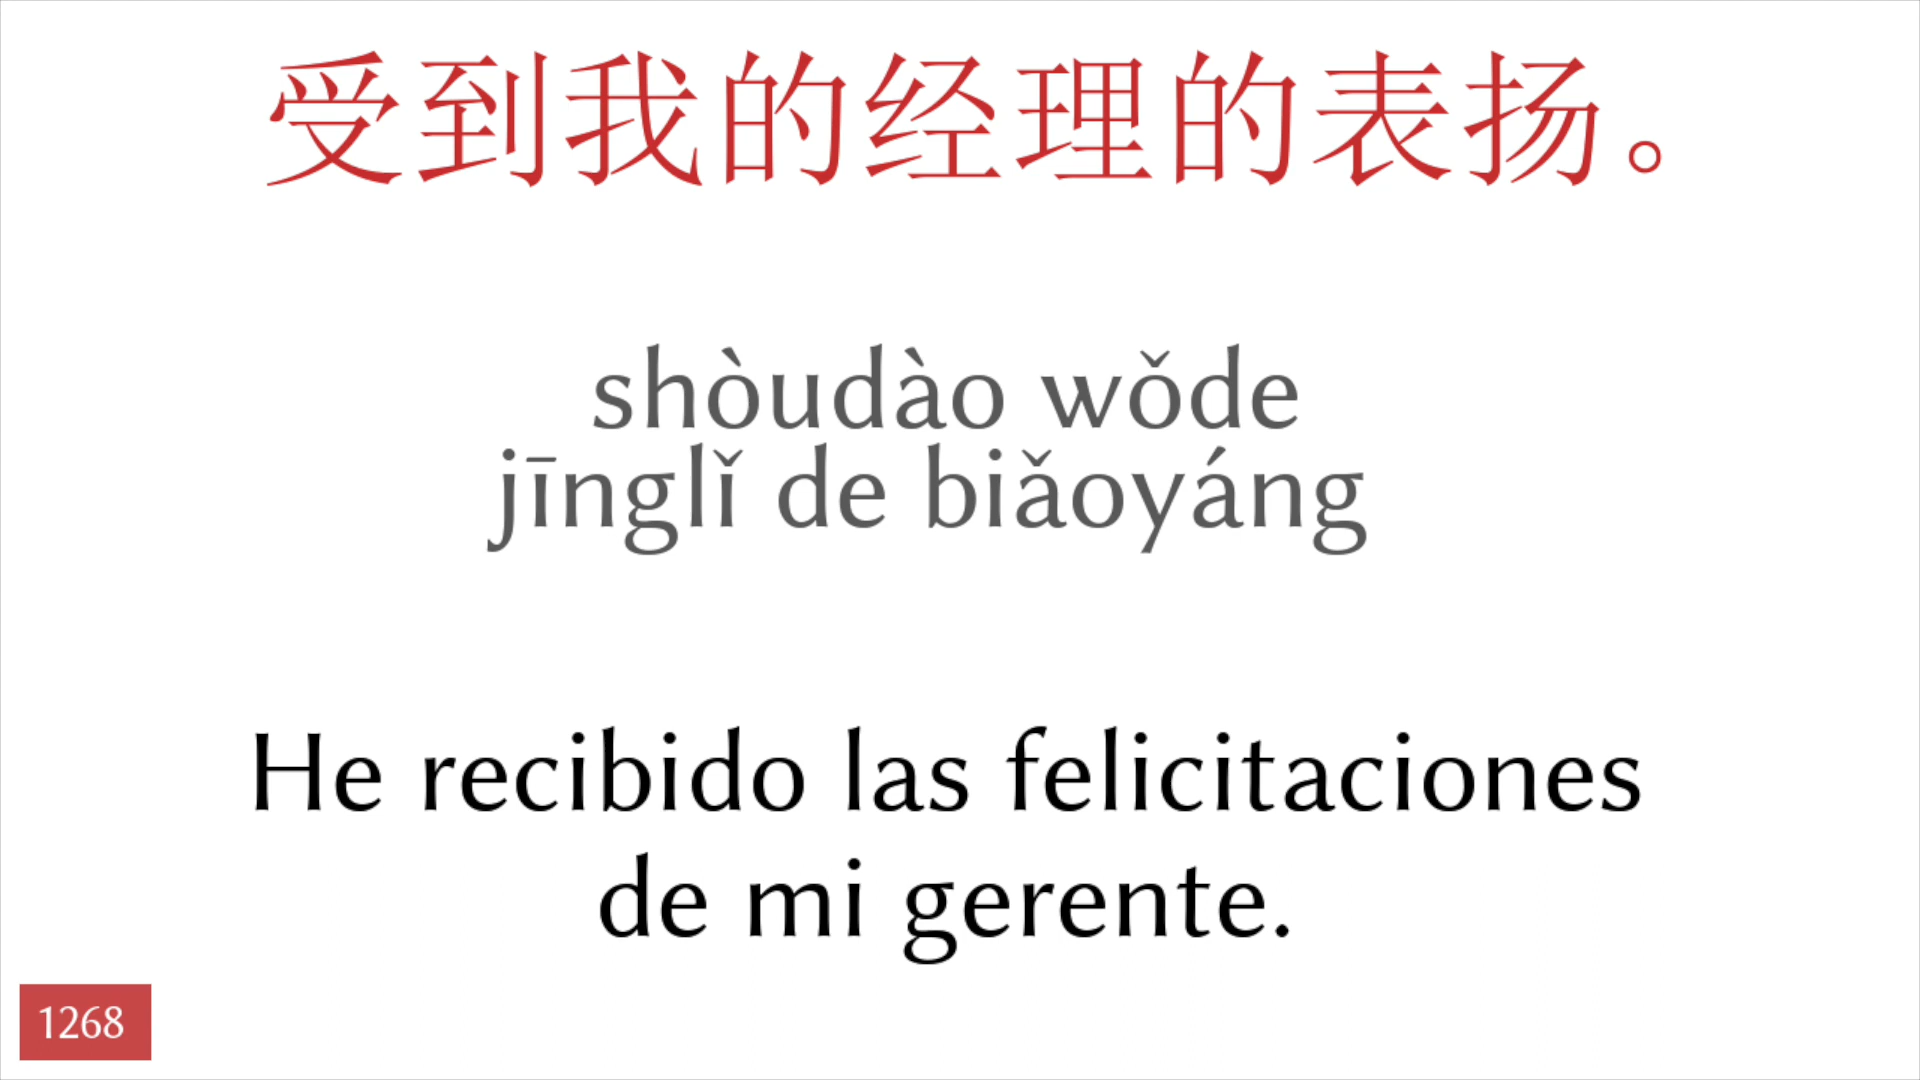 受到我的经理的表扬。
shòudào wǒde
jīnglǐ de biǎoyáng
He recibido las felicitaciones
de mi gerente.
1268